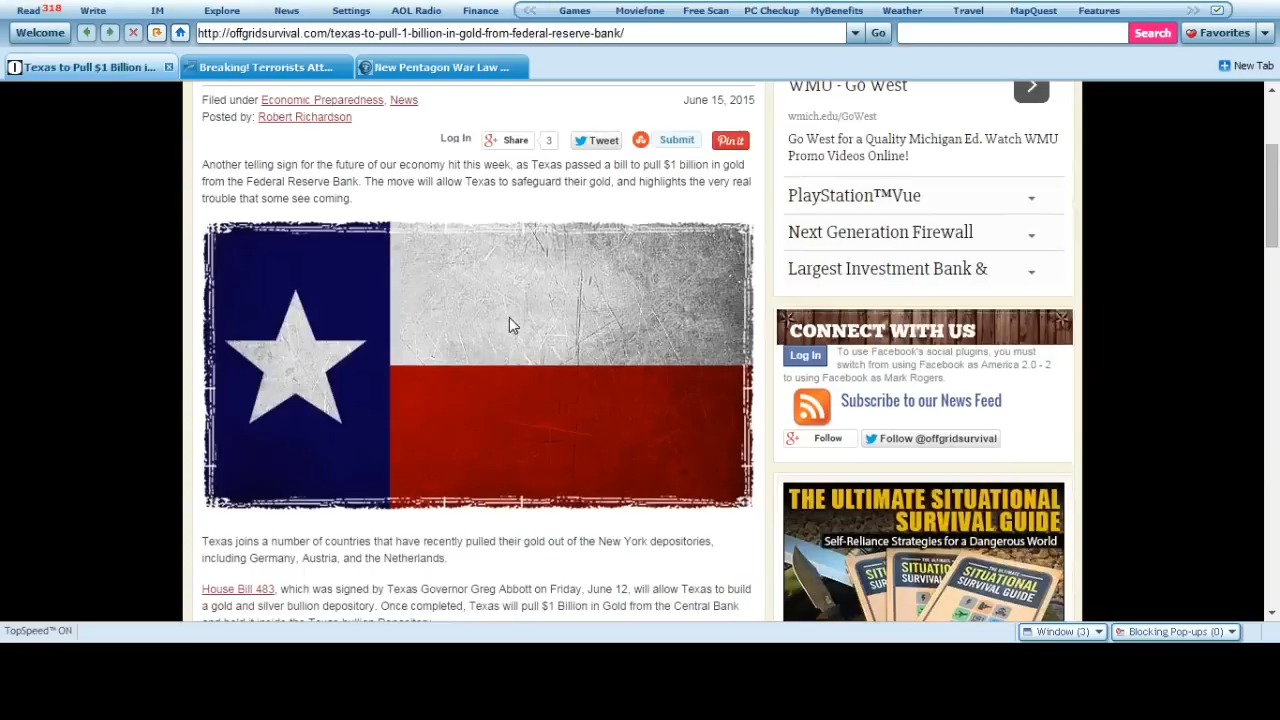 Read 318 Write IM Explore News Settings AOL Radio Finance Games Moviefone Free Scan PC Checkup MyBenefits Weather Travel MapQuest Features
Welcome http://offgridsurvival.com/texas-to-pull-1-billion-in-gold-from-federal-reserve-bank/ Go Search Favorites
Texas to Pull $1 Billion i... Breaking! Terrorists Att... New Pentagon War Law ... New Tab
Filed under Economic Preparedness, News June 15, 2015
Posted by: Robert Richardson
Log In Share 3 Tweet Submit Pin it
Another telling sign for the future of our economy hit this week, as Texas passed a bill to pull $1 billion in gold
from the Federal Reserve Bank. The move will allow Texas to safeguard their gold, and highlights the very real
trouble that some see coming.
Texas joins a number of countries that have recently pulled their gold out of the New York depositories,
including Germany, Austria, and the Netherlands.
House Bill 483, which was signed by Texas Governor Greg Abbott on Friday, June 12, will allow Texas to build
a gold and silver bullion depository. Once completed, Texas will pull $1 Billion in Gold from the Central Bank
and hold it inside the Texas bullion Depository.
WMU - Go West
wmich.edu/GoWest
Go West for a Quality Michigan Ed. Watch WMU
Promo Videos Online!
PlayStation™Vue
Next Generation Firewall
Largest Investment Bank &
CONNECT WITH US
Log In To use Facebook's social plugins, you must
switch from using Facebook as America 2.0 - 2
to using Facebook as Mark Rogers.
Subscribe to our News Feed
Follow Follow @offgridsurvival
THE ULTIMATE SITUATIONAL
SURVIVAL GUIDE
Self-Reliance Strategies for a Dangerous World
SITUATIONAL
SURVIVAL GUIDE
TopSpeed™ ON Window (3) Blocking Pop-ups (0)